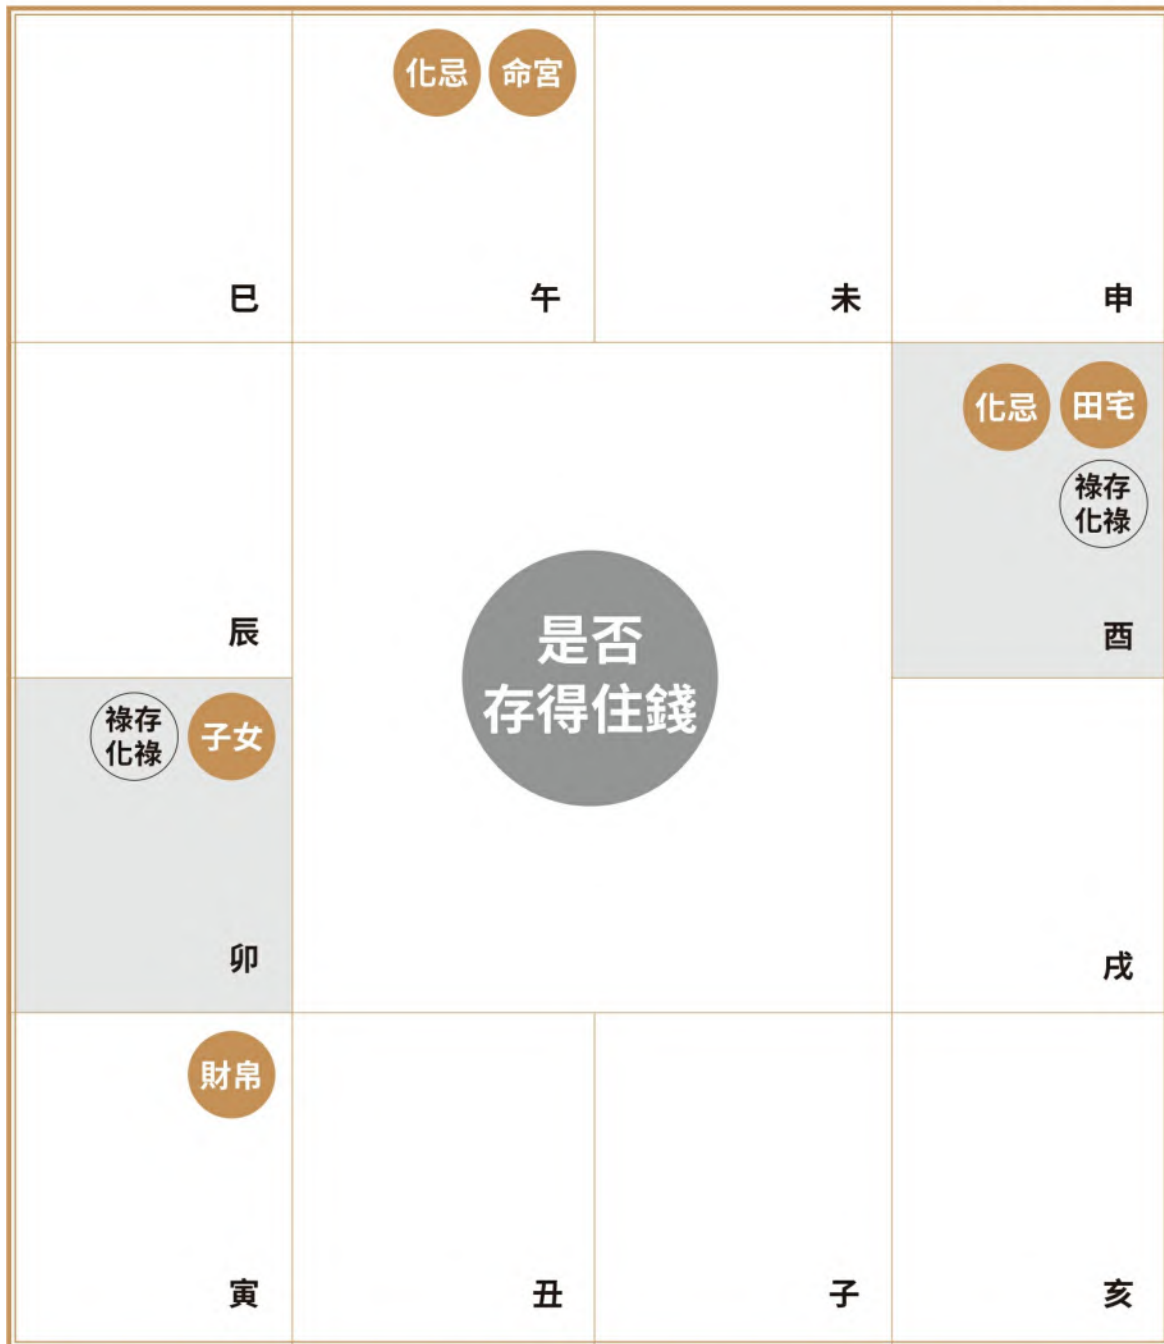 化忌 命宮
巳
午
未
申
化忌 田宅
祿存
化祿
辰
酉
是否
存得住錢
祿存
化祿
子女
卯
戌
財帛
寅
丑
子
亥